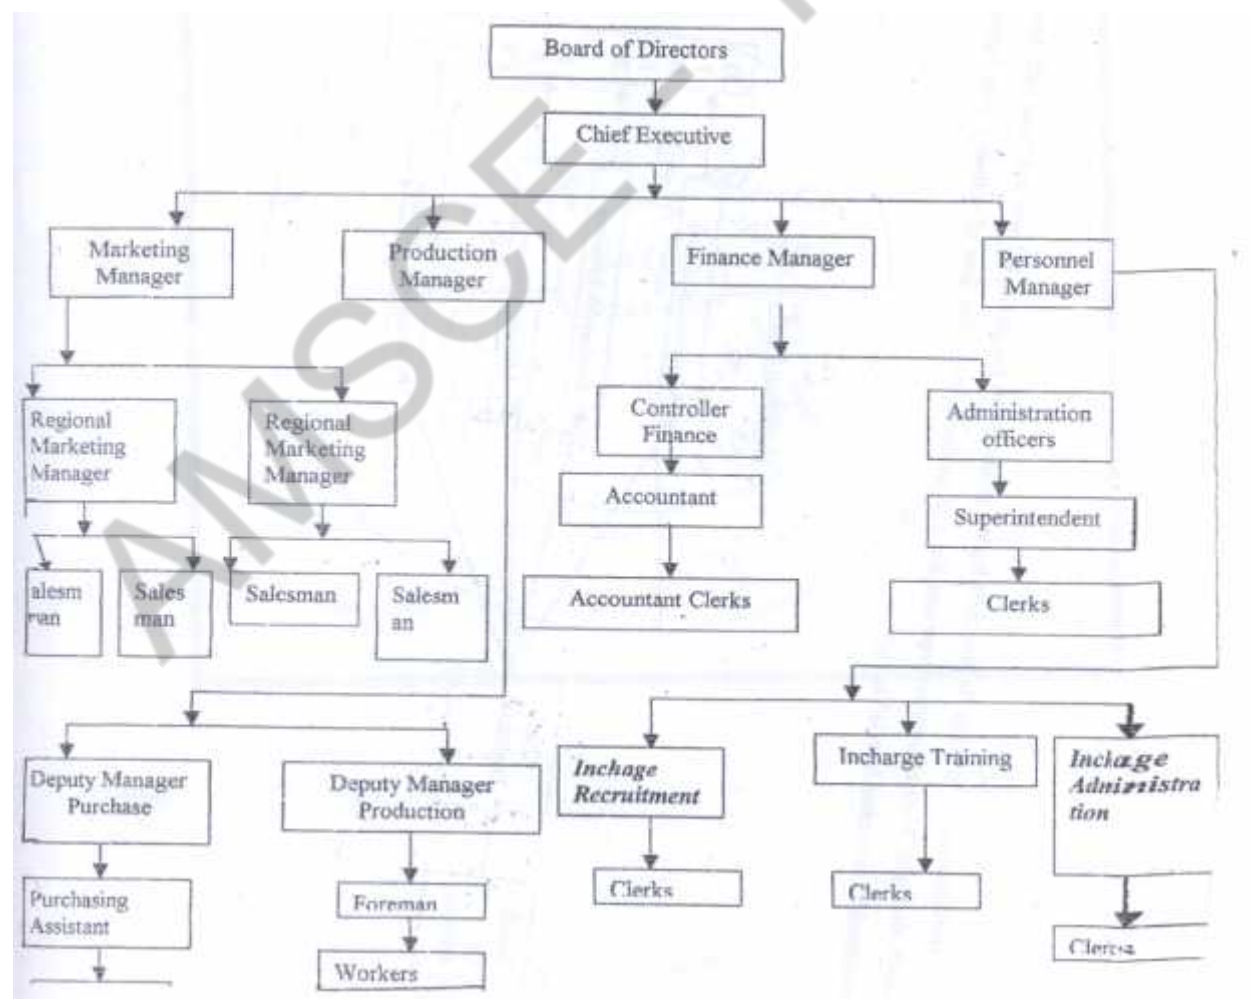 Board of Directors
Chief Executive
Marketing
Manager
Production
Manager
Finance Manager
Personnel
Manager
Regional
Marketing
Manager
Regional
Marketing
Manager
Controller
Finance
Administration
officers
Accountant
Superintendent
alesm
Sales
man
Salesman
Salesm
an
Accountant Clerks
Clerks
Deputy Manager
Purchase
Deputy Manager
Production
Inchage
Recruitment
Incharge Training
Inchage
Administra
tion
Purchasing
Assistant
Foreman
Workers
Clerks
Clerks
AMSCE -